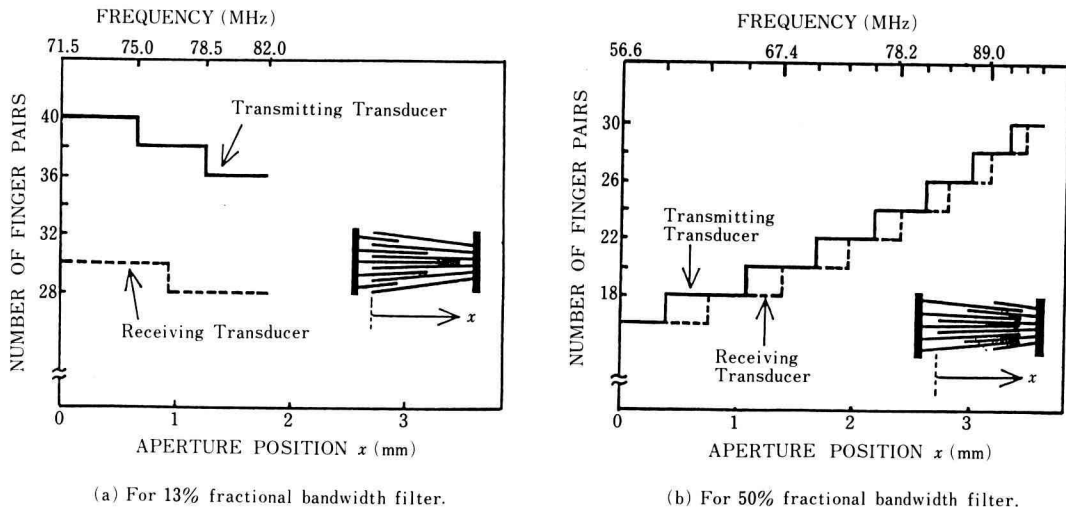 FREQUENCY (MHz)
71.5 75.0 78.5 82.0
NUMBER OF FINGER PAIRS
40
36
32
28
Transmitting Transducer
Receiving Transducer
x
0 1 2 3
APERTURE POSITION x (mm)
(a) For 13% fractional bandwidth filter.
FREQUENCY (MHz)
56.6 67.4 78.2 89.0
NUMBER OF FINGER PAIRS
30
26
22
18
Transmitting
Transducer
Receiving
Transducer
x
0 1 2 3
APERTURE POSITION x (mm)
(b) For 50% fractional bandwidth filter.